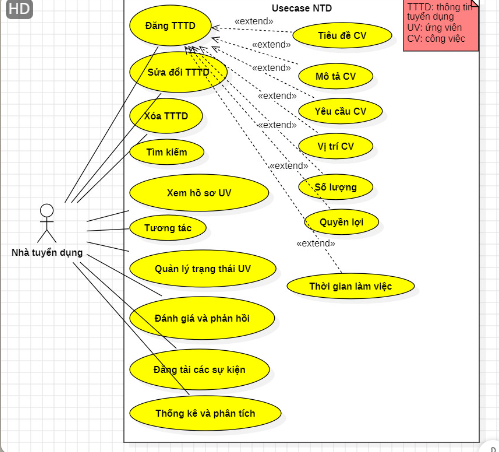 HD
Usecase NTD
TTTD: thông tin
tuyển dụng
UV: ứng viên
CV: công việc
Đăng TTTD
«extend»
Tiêu đề CV
«extend»
Sửa đổi TTTD
Mô tả CV
«extend»
Xóa TTTD
Yêu cầu CV
«extend»
Tìm kiếm
Vị trí CV
«extend»
Xem hồ sơ UV
Số lượng
Tương tác
Quyền lợi
«extend»
Nhà tuyển dụng
Quản lý trạng thái UV
Thời gian làm việc
Đánh giá và phản hồi
Đăng tải các sự kiện
Thống kê và phân tích
D